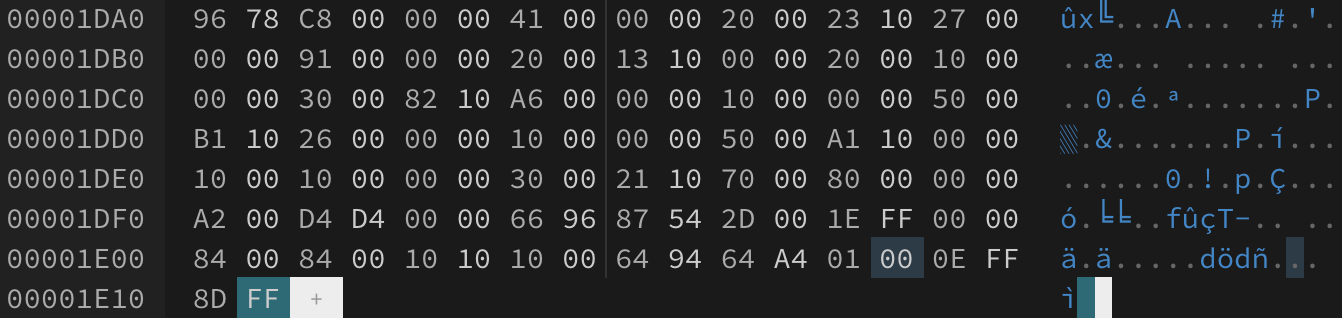 00001DA0 96 78 C8 00 00 00 41 00 00 00 20 00 23 10 27 00 ûx╚...A... .#.'.
00001DB0 00 00 91 00 00 00 20 00 13 10 00 00 20 00 10 00 ..æ... ..... ...
00001DC0 00 00 30 00 82 10 A6 00 00 00 10 00 00 00 50 00 ..0.é.ª.......P.
00001DD0 B1 10 26 00 00 00 10 00 00 00 50 00 A1 10 00 00 ▒.&.......P.í...
00001DE0 10 00 10 00 00 00 30 00 21 10 70 00 80 00 00 00 ......0.!.p.Ç...
00001DF0 A2 00 D4 D4 00 00 66 96 87 54 2D 00 1E FF 00 00 ó.╘╘..fûçT-.. ..
00001E00 84 00 84 00 10 10 10 00 64 94 64 A4 01 00 0E FF ä.ä.....dödñ...
00001E10 8D FF + ì